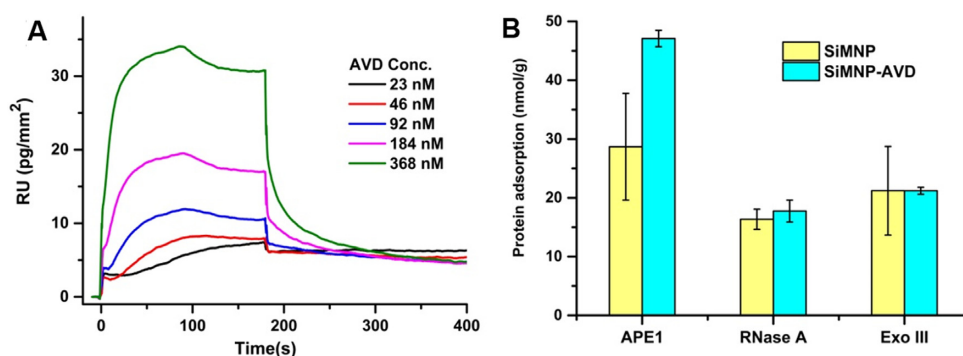 A
RU (pg/mm²)
30
20
10
0
AVD Conc.
23 nM
46 nM
92 nM
184 nM
368 nM
0 100 200 300 400
Time(s)
B
Protein adsorption (nmol/g)
50
40
30
20
10
0
SiMNP
SiMNP-AVD
APE1 RNase A Exo III